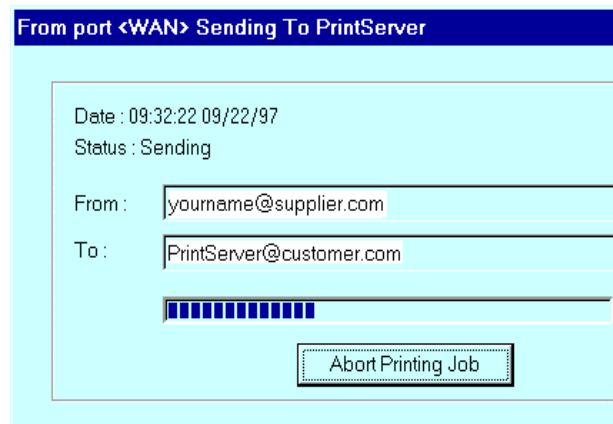 From port <WAN> Sending To PrintServer
Date : 09:32:22 09/22/97
Status : Sending
From : yourname@supplier.com
To : PrintServer@customer.com
Abort Printing Job